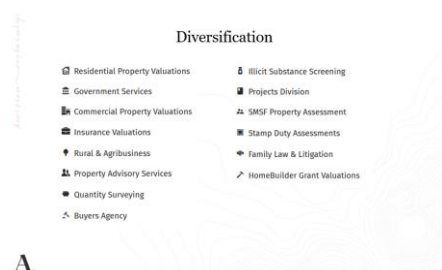 Diversification
Residential Property Valuations
Government Services
Commercial Property Valuations
Insurance Valuations
Rural & Agribusiness
Property Advisory Services
Quantity Surveying
Buyers Agency
Illicit Substance Screening
Projects Division
SMSF Property Assessment
Stamp Duty Assessments
Family Law & Litigation
HomeBuilder Grant Valuations
A